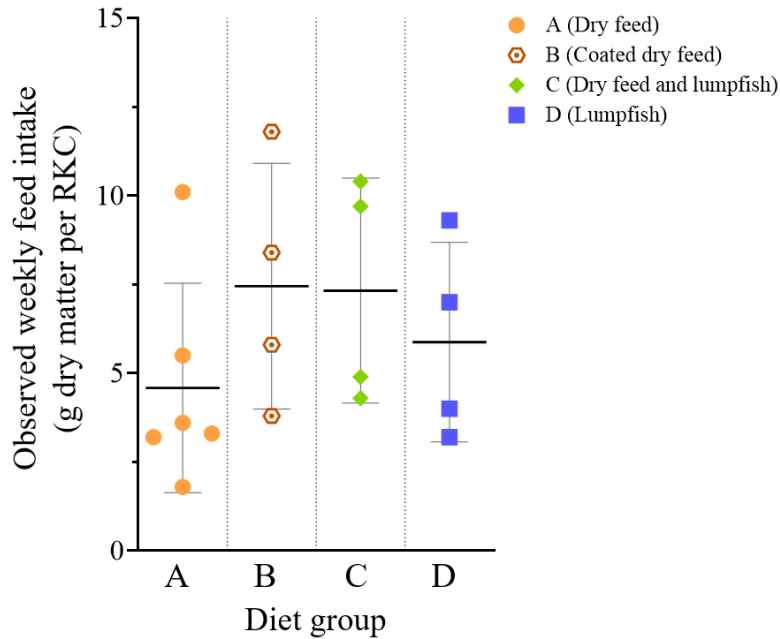 Observed weekly feed intake
(g dry matter per RKC)
15
10
5
0
A B C D
Diet group
A (Dry feed)
B (Coated dry feed)
C (Dry feed and lumpfish)
D (Lumpfish)